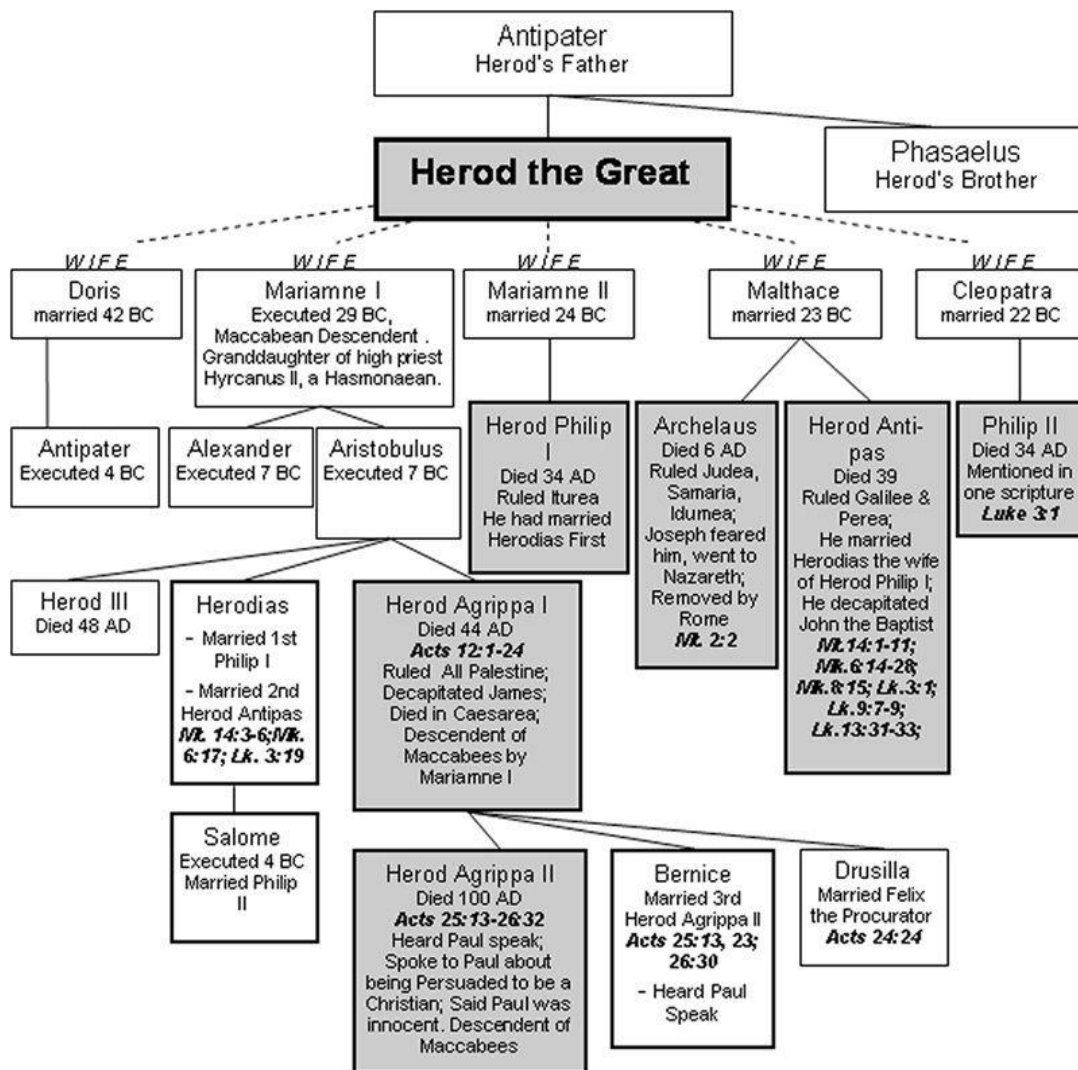 Antipater
Herod's Father
Phasaelus
Herod's Brother
Herod the Great
WIFE
Doris
married 42 BC
WIFE
Mariamne I
Executed 29 BC,
Maccabean Descendent .
Granddaughter of high priest
Hyrcanus II, a Hasmonaean.
WIFE
Mariamne II
married 24 BC
WIFE
Malthace
married 23 BC
WIFE
Cleopatra
married 22 BC
Antipater
Executed 4 BC
Alexander
Executed 7 BC
Aristobulus
Executed 7 BC
Herod Philip
I
Died 34 AD
Ruled Iturea
He had married
Herodias First
Archelaus
Died 6 AD
Ruled Judea,
Samaria,
Idumea;
Joseph feared
him, went to
Nazareth;
Removed by
Rome
Mt. 2:2
Herod Anti-
pas
Died 39
Ruled Galilee &
Perea;
He married
Herodias the wife
of Herod Philip I;
He decapitated
John the Baptist
Mt.14:1-11;
Mk.6:14-28;
Mk.8:15; Lk.3:1;
Lk.9:7-9;
Lk.13:31-33;
Philip II
Died 34 AD
Mentioned in
one scripture
Luke 3:1
Herod III
Died 48 AD
Herodias
- Married 1st
Philip I
- Married 2nd
Herod Antipas
Mt. 14:3-6;Mk.
6:17; Lk. 3:19
Herod Agrippa I
Died 44 AD
Acts 12:1-24
Ruled All Palestine;
Decapitated James;
Died in Caesarea;
Descendent of
Maccabees by
Mariamne I
Salome
Executed 4 BC
Married Philip
II
Herod Agrippa II
Died 100 AD
Acts 25:13-26:32
Heard Paul speak;
Spoke to Paul about
being Persuaded to be a
Christian; Said Paul was
innocent. Descendent of
Maccabees
Bernice
Married 3rd
Herod Agrippa II
Acts 25:13, 23;
26:30
- Heard Paul
Speak
Drusilla
Married Felix
the Procurator
Acts 24:24